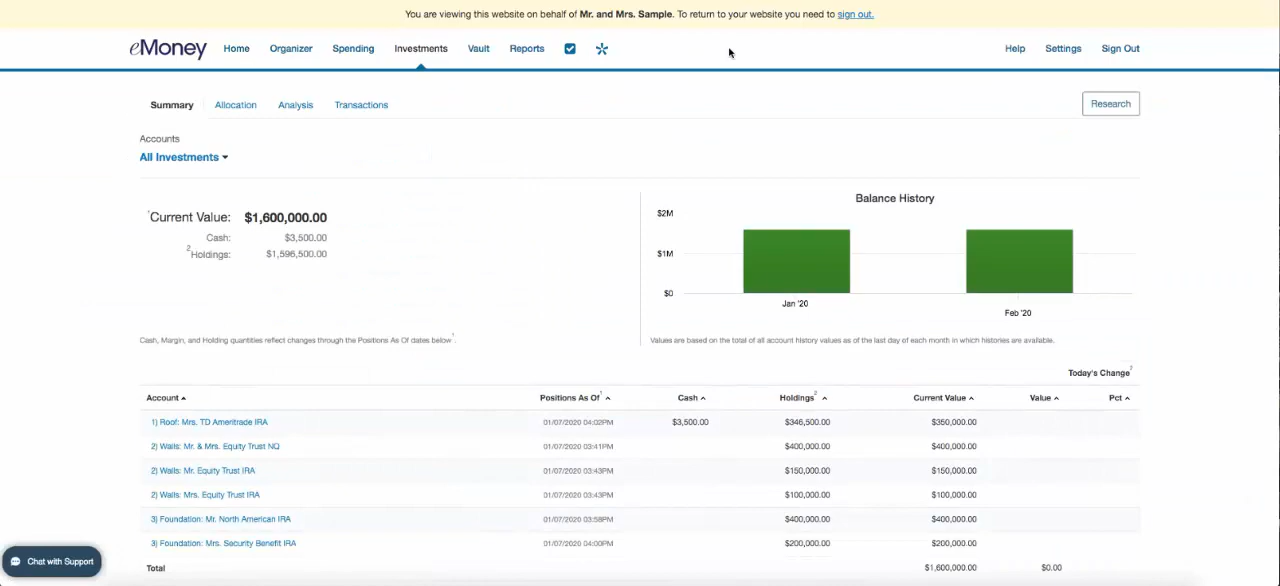 You are viewing this website on behalf of Mr. and Mrs. Sample. To return to your website you need to sign out.
eMoney Home Organizer Spending Investments Vault Reports Help Settings Sign Out
Summary Allocation Analysis Transactions Research
Accounts
All Investments
1Current Value: $1,600,000.00
Cash: $3,500.00
2Holdings: $1,596,500.00
Balance History
$2M
$1M
$0
Jan '20
Feb '20
Cash, Margin, and Holding quantities reflect changes through the Positions As Of dates below1.
Values are based on the total of all account history values as of the last day of each month in which histories are available.
Today's Change2
Account Positions As Of1 Cash Holdings2 Current Value Value Pct
1) Roof: Mrs. TD Ameritrade IRA 01/07/2020 04:02PM $3,500.00 $346,500.00 $350,000.00
2) Walls: Mr. & Mrs. Equity Trust NQ 01/07/2020 03:41PM $400,000.00 $400,000.00
2) Walls: Mr. Equity Trust IRA 01/07/2020 03:43PM $150,000.00 $150,000.00
2) Walls: Mrs. Equity Trust IRA 01/07/2020 03:43PM $100,000.00 $100,000.00
3) Foundation: Mr. North American IRA 01/07/2020 03:58PM $400,000.00 $400,000.00
3) Foundation: Mrs. Security Benefit IRA 01/07/2020 04:00PM $200,000.00 $200,000.00
Total $1,600,000.00 $0.00
Chat with Support